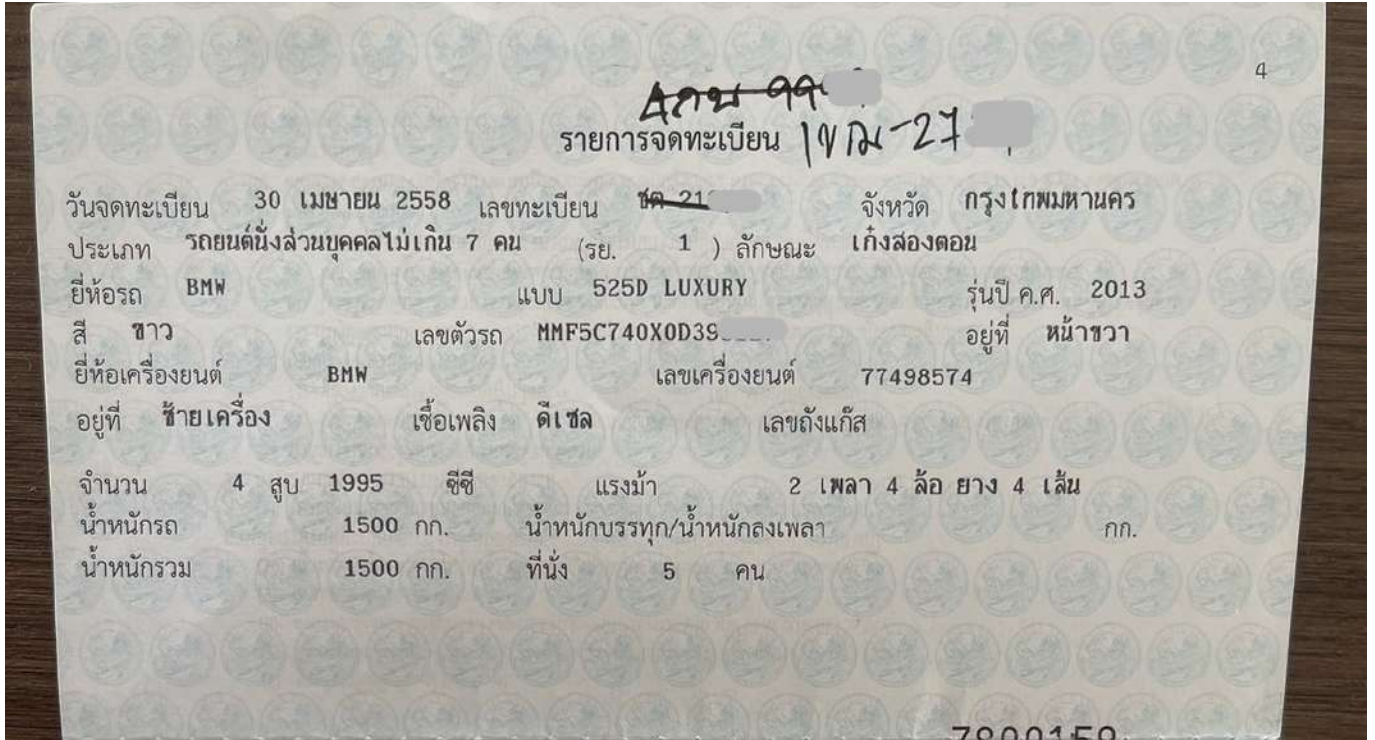 4
4กข 99
รายการจดทะเบียน 27
วันจดทะเบียน 30 เมษายน 2558 เลขทะเบียน 21 จังหวัด กรุงเทพมหานคร
ประเภท รถยนต์นั่งส่วนบุคคลไม่เกิน 7 คน (รย. 1 ) ลักษณะ เก๋งสองตอน
ยี่ห้อรถ BMW แบบ 525D LUXURY รุ่นปี ค.ศ. 2013
สี ขาว เลขตัวรถ MMF5C740X0D39 อยู่ที่ หน้าขวา
ยี่ห้อเครื่องยนต์ BMW เลขเครื่องยนต์ 77498574
อยู่ที่ ซ้ายเครื่อง เชื้อเพลิง ดีเซล เลขถังแก๊ส
จำนวน 4 สูบ 1995 ซีซี แรงม้า 2 เพลา 4 ล้อ ยาง 4 เส้น
น้ำหนักรถ 1500 กก. น้ำหนักบรรทุก/น้ำหนักลงเพลา กก.
น้ำหนักรวม 1500 กก. ที่นั่ง 5 คน